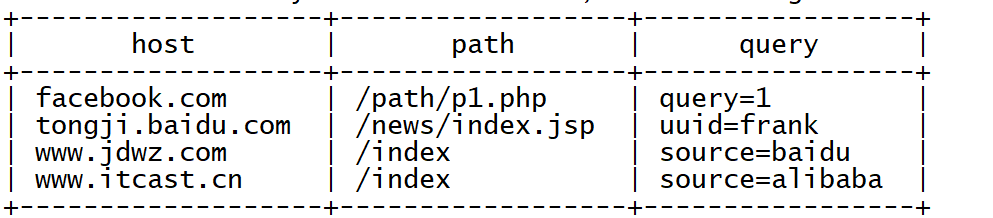 +-------------------+------------------+-----------------+
|       host        |       path       |      query      |
+-------------------+------------------+-----------------+
| facebook.com      | /path/p1.php     | query=1         |
| tongji.baidu.com  | /news/index.jsp  | uuid=frank      |
| www.jdwz.com      | /index           | source=baidu    |
| www.itcast.cn     | /index           | source=alibaba  |
+-------------------+------------------+-----------------+